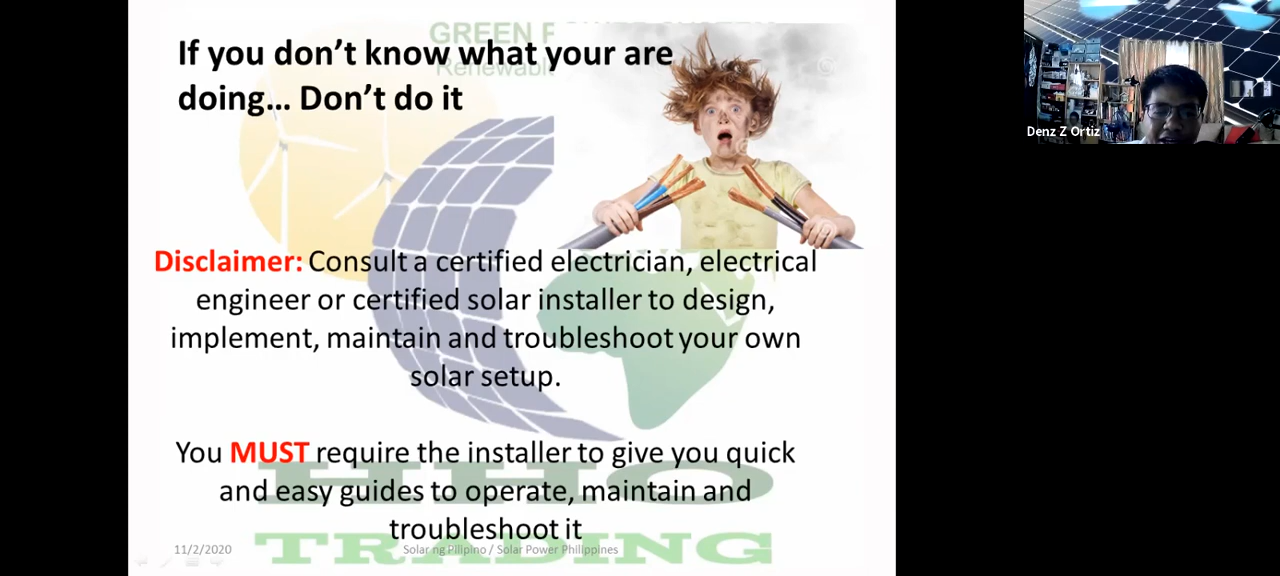 GREEN P
Renewabl
If you don’t know what your are
doing… Don’t do it
Denz Z Ortiz
Disclaimer: Consult a certified electrician, electrical
engineer or certified solar installer to design,
implement, maintain and troubleshoot your own
solar setup.
You MUST require the installer to give you quick
and easy guides to operate, maintain and
troubleshoot it
HHO
TRADING
11/2/2020
Solar ng Pilipino / Solar Power Philippines